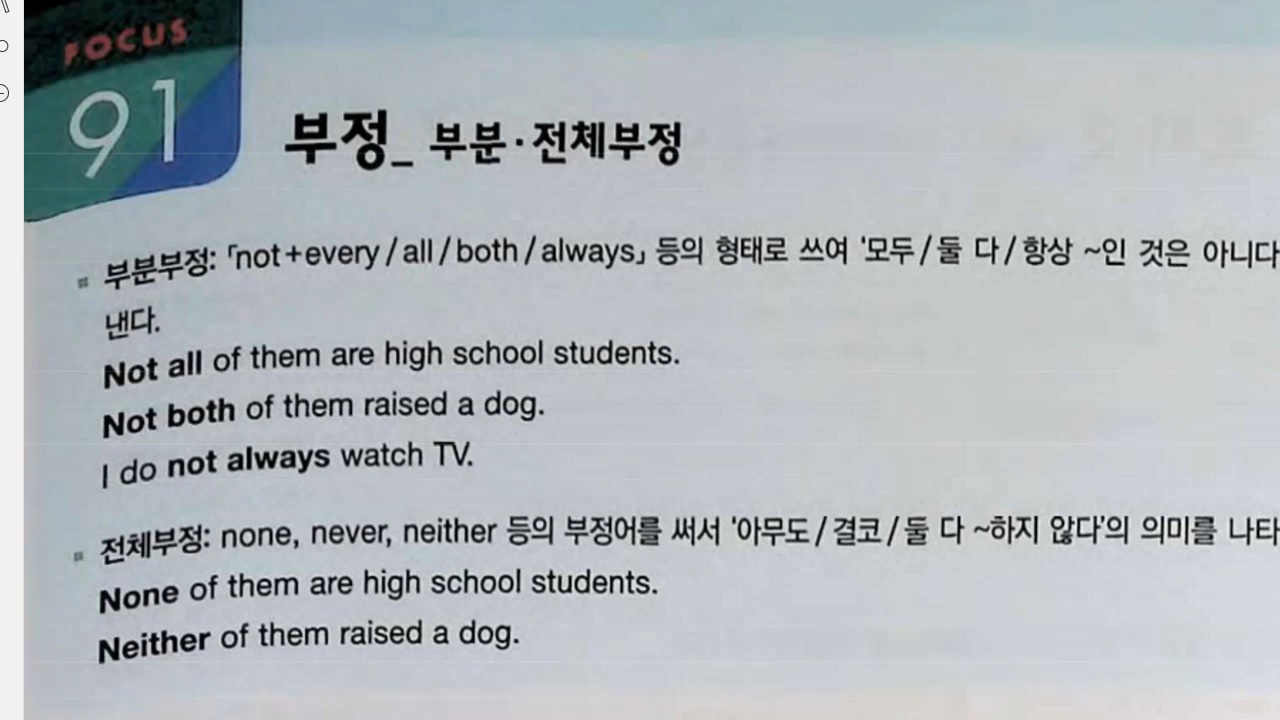 FOCUS
91
부정_ 부분·전체부정
부분부정: 「not+every/all/both/always」 등의 형태로 쓰여 '모두/둘 다/항상 ~인 것은 아니다
낸다.
Not all of them are high school students.
Not both of them raised a dog.
I do not always watch TV.
전체부정: none, never, neither 등의 부정어를 써서 '아무도/결코/둘 다 ~하지 않다'의 의미를 나타
None of them are high school students.
Neither of them raised a dog.